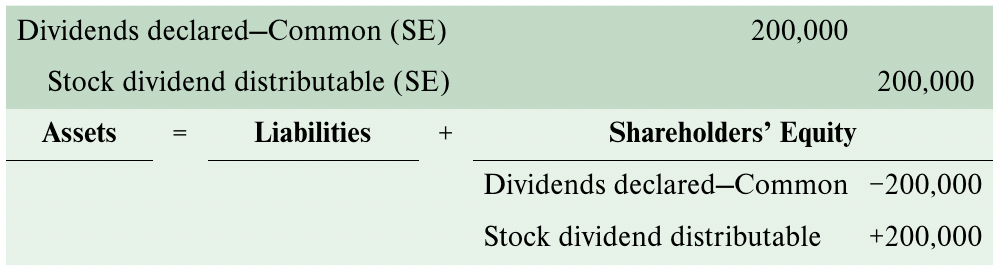 Dividends declared—Common (SE) 200,000
Stock dividend distributable (SE) 200,000
Assets = Liabilities + Shareholders’ Equity
Dividends declared—Common −200,000
Stock dividend distributable +200,000